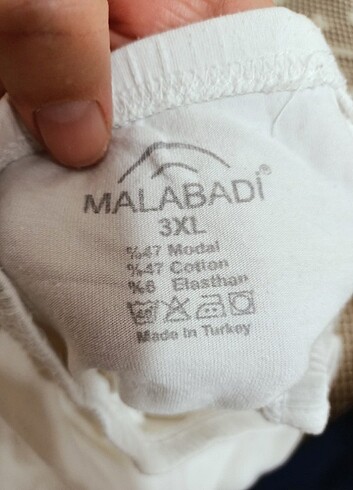 MALABADİ®
3XL
%47 Modal
%47 Cotton
%6 Elasthan
Made In Turkey